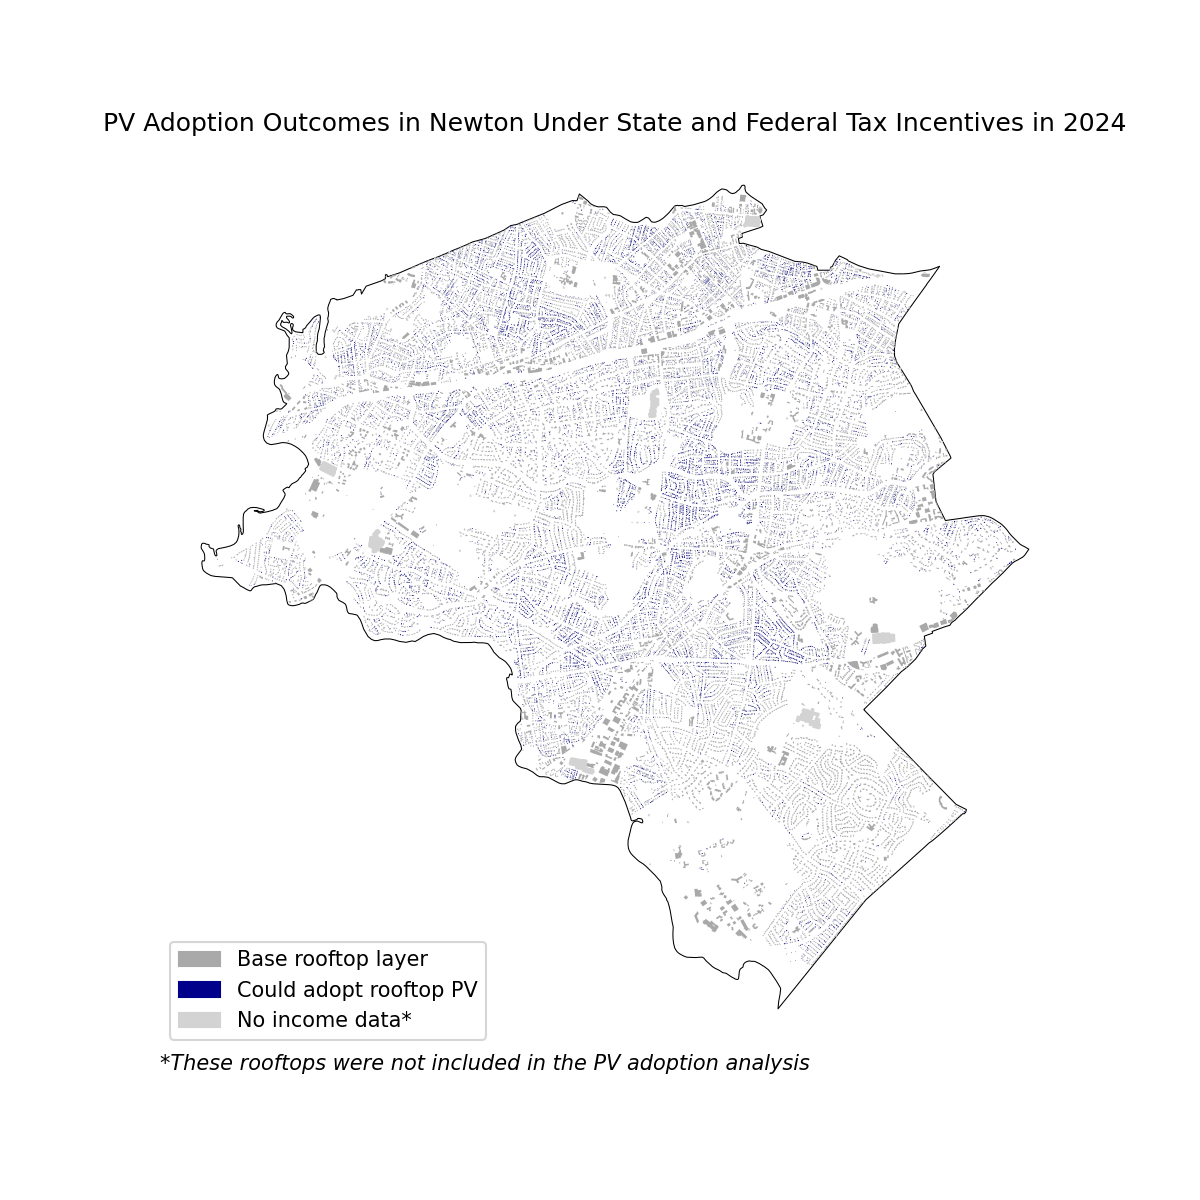 PV Adoption Outcomes in Newton Under State and Federal Tax Incentives in 2024
Base rooftop layer
Could adopt rooftop PV
No income data*
*These rooftops were not included in the PV adoption analysis